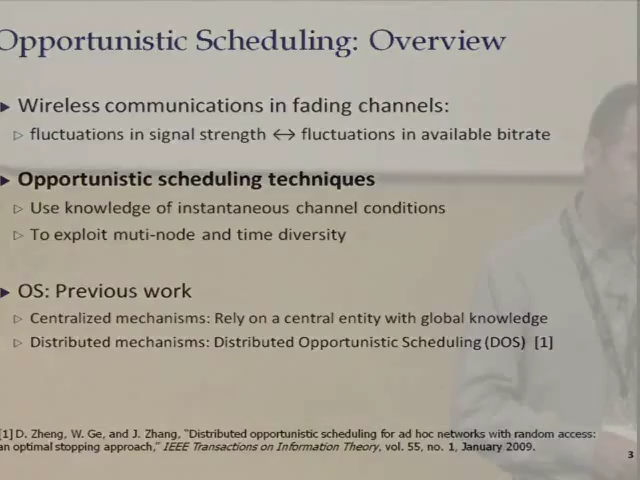 Opportunistic Scheduling: Overview
Wireless communications in fading channels:
fluctuations in signal strength ↔ fluctuations in available bitrate
Opportunistic scheduling techniques
Use knowledge of instantaneous channel conditions
To exploit muti-node and time diversity
OS: Previous work
Centralized mechanisms: Rely on a central entity with global knowledge
Distributed mechanisms: Distributed Opportunistic Scheduling (DOS) [1]
[1] D. Zheng, W. Ge, and J. Zhang, "Distributed opportunistic scheduling for ad hoc networks with random access:
an optimal stopping approach," IEEE Transactions on Information Theory, vol. 55, no. 1, January 2009.
3